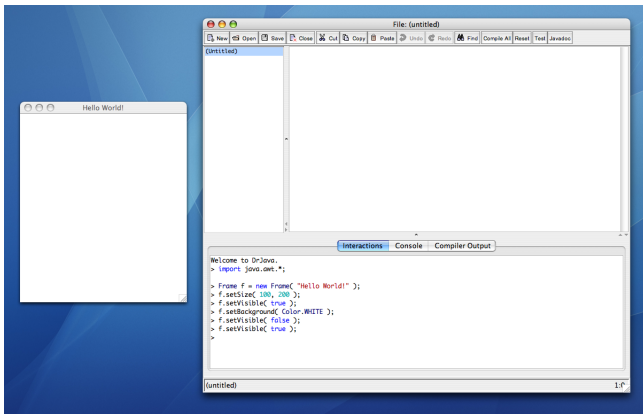 Hello World!
File: (untitled)
New Open Save Close Cut Copy Paste Undo Redo Find Compile All Reset Test Javadoc
(Untitled)
Interactions Console Compiler Output
Welcome to DrJava.
> import java.awt.*;
> Frame f = new Frame( "Hello World!" );
> f.setSize( 100, 200 );
> f.setVisible( true );
> f.setBackground( Color.WHITE );
> f.setVisible( false );
> f.setVisible( true );
>
(untitled)